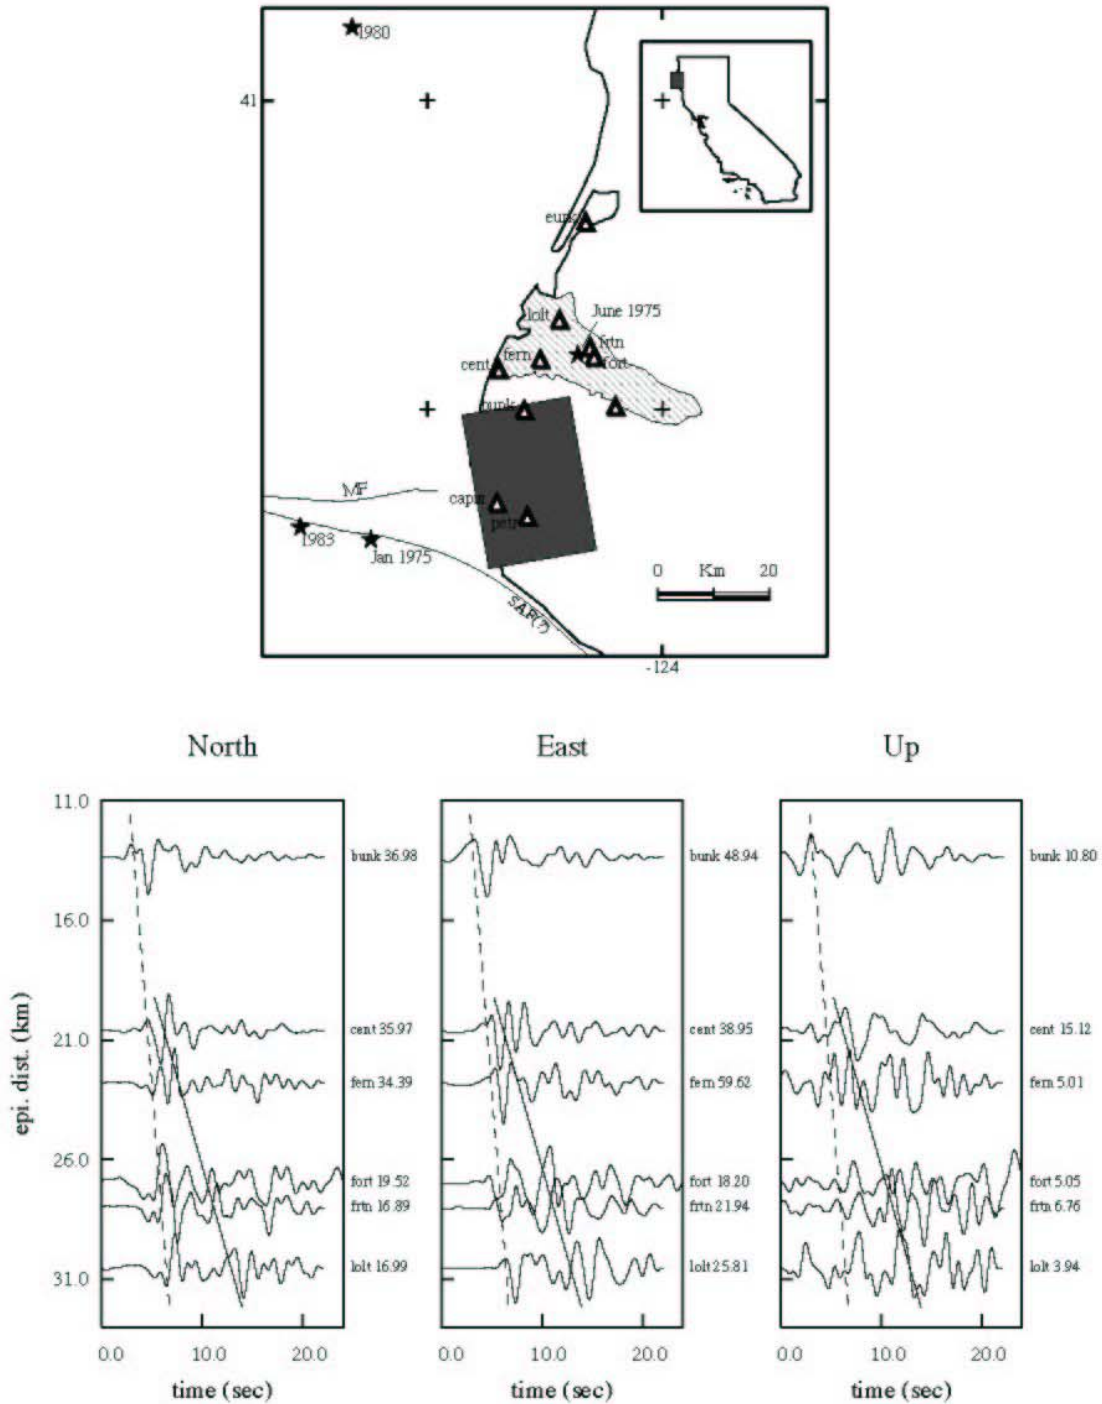 1980
41
eune
lolt
June 1975
frtn
fern
fort
cent
bunk
MF
capm
petr
1983
Jan 1975
SAF(?)
0 Km 20
-124
North East Up
11.0
16.0
21.0
26.0
31.0
epi. dist. (km)
bunk 36.98
cent 35.97
fern 34.39
fort 19.52
frtn 16.89
lolt 16.99
bunk 48.94
cent 38.95
fern 59.62
fort 18.20
frtn 21.94
lolt 25.81
bunk 10.80
cent 15.12
fern 5.01
fort 5.05
frtn 6.76
lolt 3.94
0.0 10.0 20.0
0.0 10.0 20.0
0.0 10.0 20.0
time (sec)
time (sec)
time (sec)